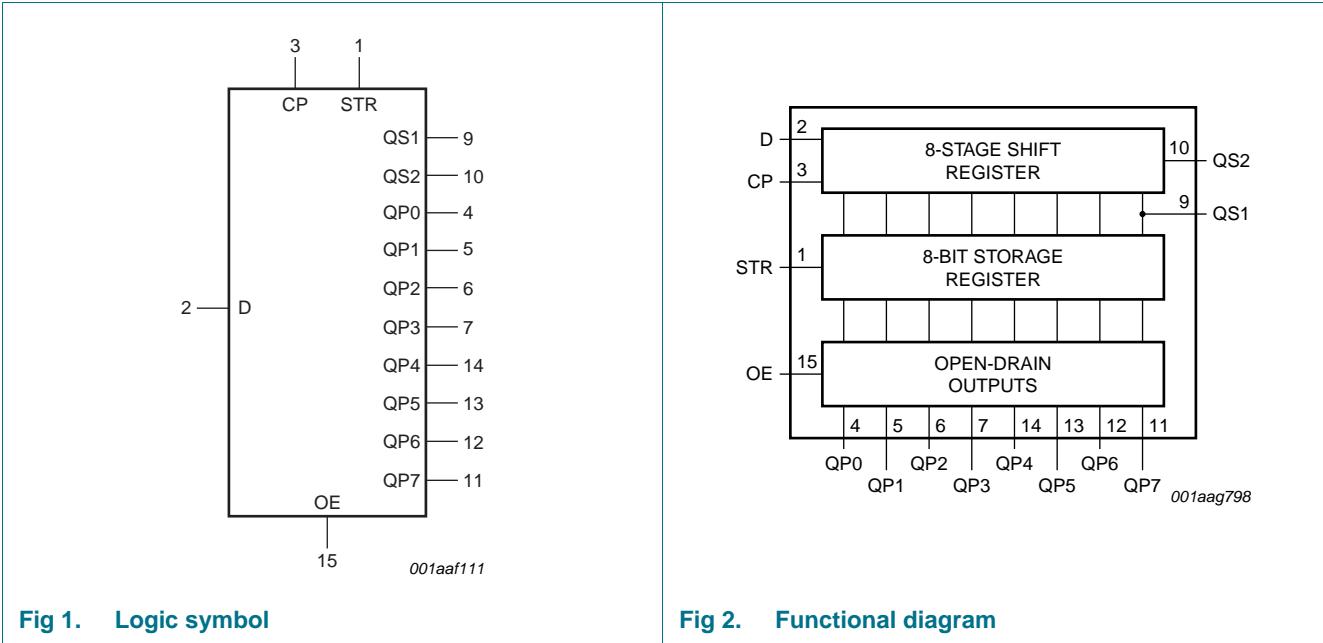 3 1
CP STR
QS1 9
QS2 10
QP0 4
QP1 5
QP2 6
QP3 7
2 D
QP4 14
QP5 13
QP6 12
QP7 11
OE
15
001aaf111
Fig 1. Logic symbol
D 2
CP 3
8-STAGE SHIFT
REGISTER
10 QS2
9 QS1
STR 1
8-BIT STORAGE
REGISTER
OE 15
OPEN-DRAIN
OUTPUTS
4 5 6 7 14 13 12 11
QP0 QP2 QP4 QP6
QP1 QP3 QP5 QP7
001aag798
Fig 2. Functional diagram